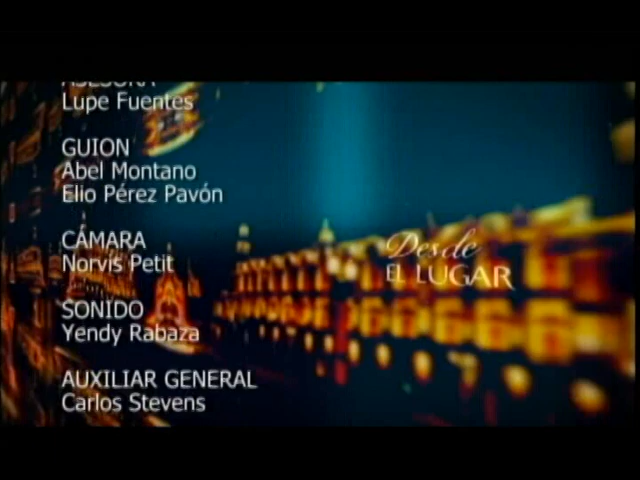 ASESORA
Lupe Fuentes
GUION
Abel Montano
Elio Pérez Pavón
CÁMARA
Norvis Petit
SONIDO
Yendy Rabaza
AUXILIAR GENERAL
Carlos Stevens
Desde
EL LUGAR